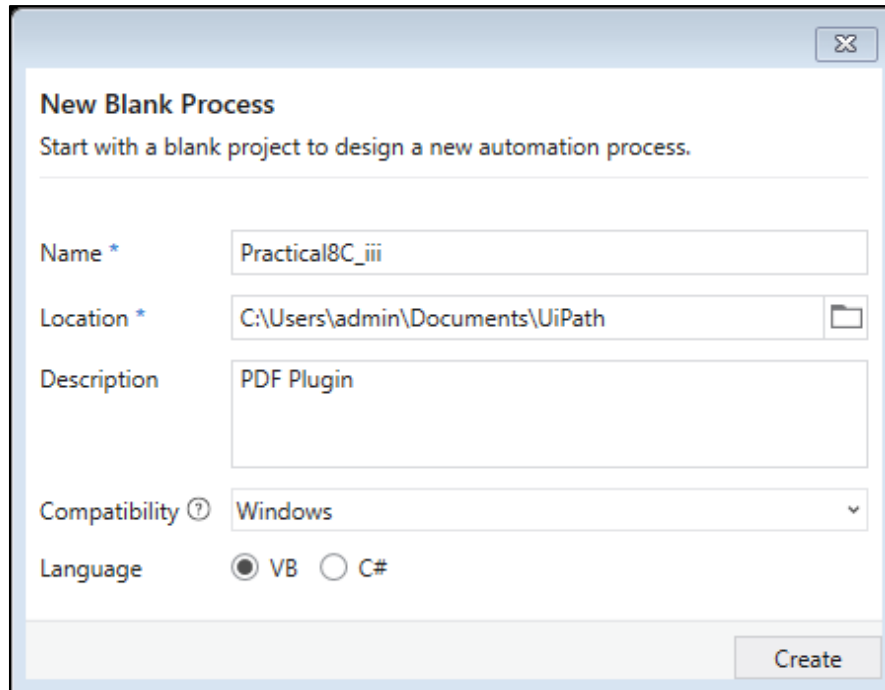 New Blank Process
Start with a blank project to design a new automation process.
Name * Practical8C_iii
Location * C:\Users\admin\Documents\UiPath
Description PDF Plugin
Compatibility ? Windows
Language VB C#
Create